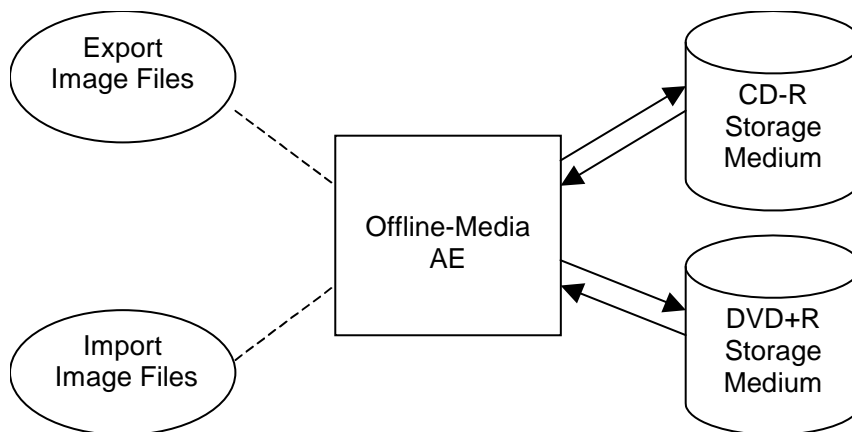 Export
Image Files
CD-R
Storage
Medium
Offline-Media
AE
Import
Image Files
DVD+R
Storage
Medium